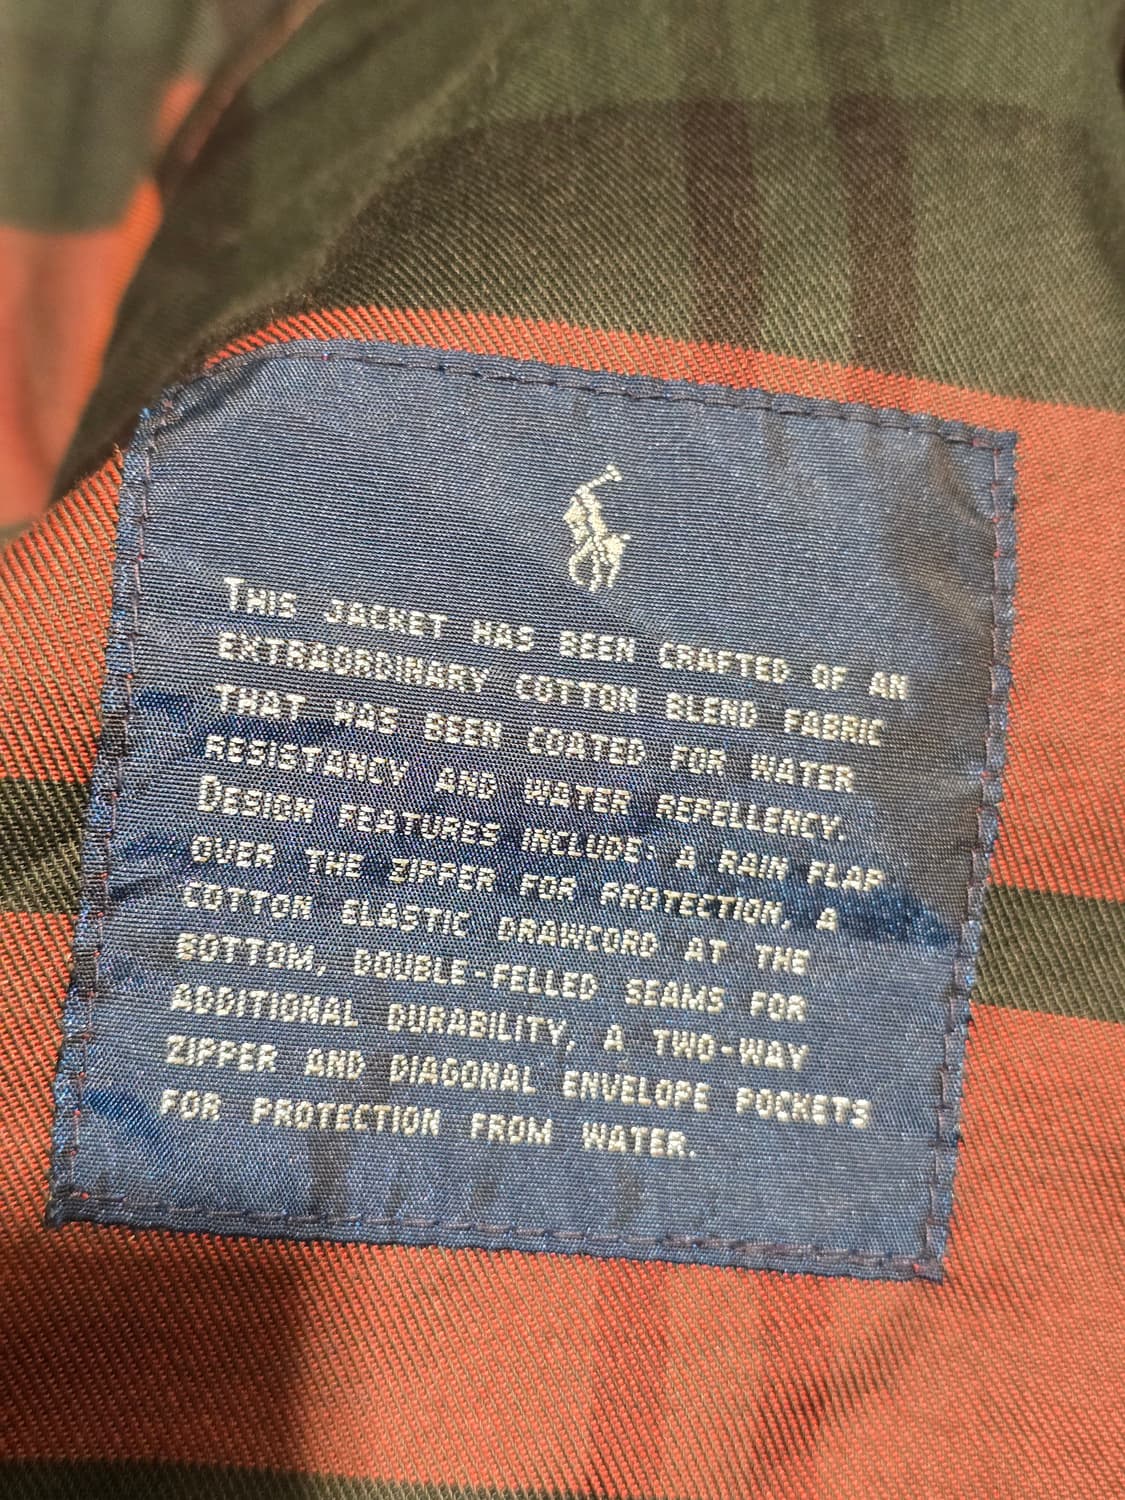 THIS JACKET HAS BEEN CRAFTED OF AN
EXTRAORDINARY COTTON BLEND FABRIC
THAT HAS BEEN COATED FOR WATER
RESISTANCY AND WATER REPELLENCY.
DESIGN FEATURES INCLUDE: A RAIN FLAP
OVER THE ZIPPER FOR PROTECTION, A
COTTON ELASTIC DRAWCORD AT THE
BOTTOM, DOUBLE-FELLED SEAMS FOR
ADDITIONAL DURABILITY, A TWO-WAY
ZIPPER AND DIAGONAL ENVELOPE POCKETS
FOR PROTECTION FROM WATER.